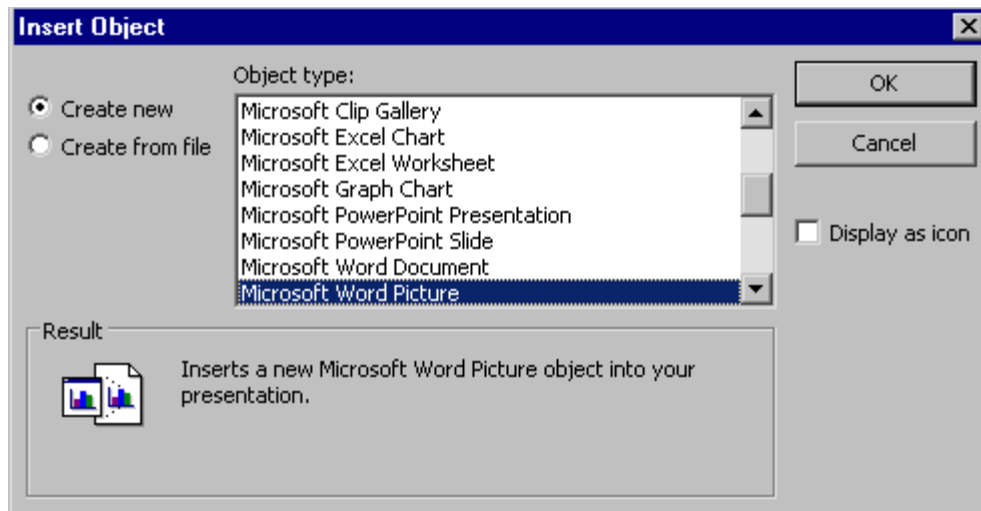 Insert Object
Object type:
Create new
Create from file
Microsoft Clip Gallery
Microsoft Excel Chart
Microsoft Excel Worksheet
Microsoft Graph Chart
Microsoft PowerPoint Presentation
Microsoft PowerPoint Slide
Microsoft Word Document
Microsoft Word Picture
OK
Cancel
Display as icon
Result
Inserts a new Microsoft Word Picture object into your
presentation.